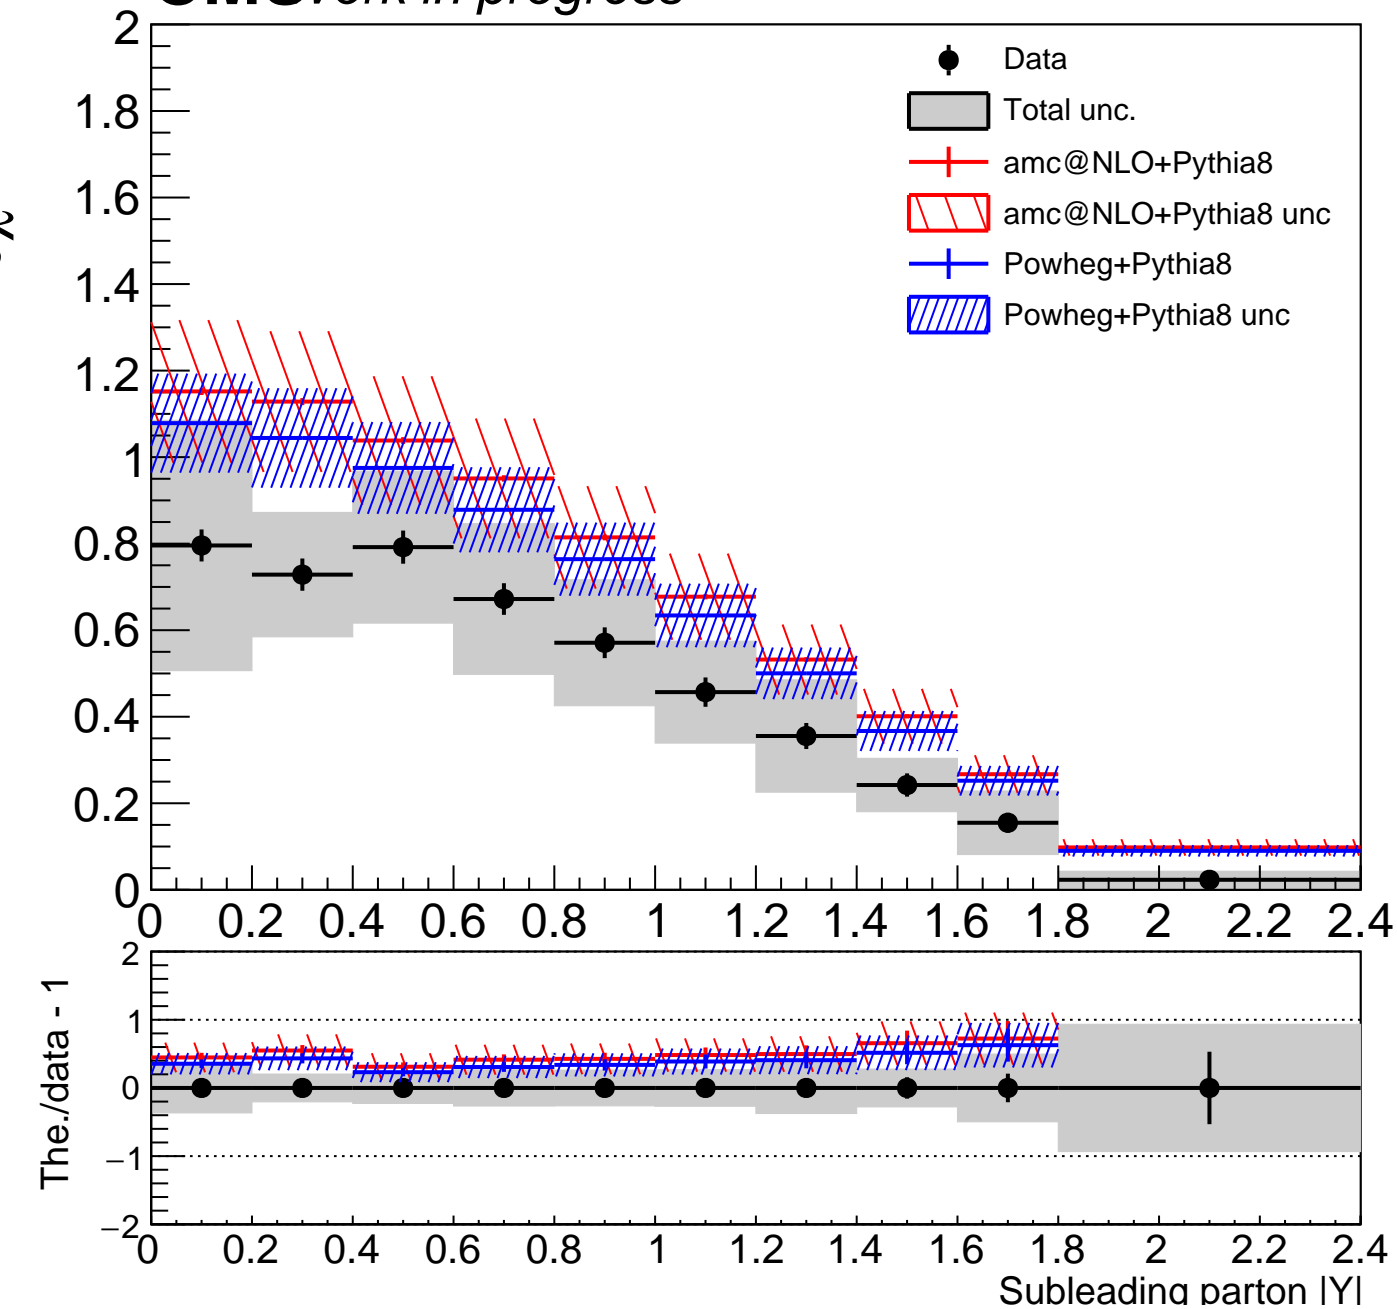 CMS Work in progress
2
1.8
1.6
1.4
1.2
1
0.8
0.6
0.4
0.2
0
Data
Total unc.
amc@NLO+Pythia8
amc@NLO+Pythia8 unc
Powheg+Pythia8
Powheg+Pythia8 unc
0 0.2 0.4 0.6 0.8 1 1.2 1.4 1.6 1.8 2 2.2 2.4
The./data - 1
2
1
0
−1
−2
0 0.2 0.4 0.6 0.8 1 1.2 1.4 1.6 1.8 2 2.2 2.4
Subleading parton |Y|